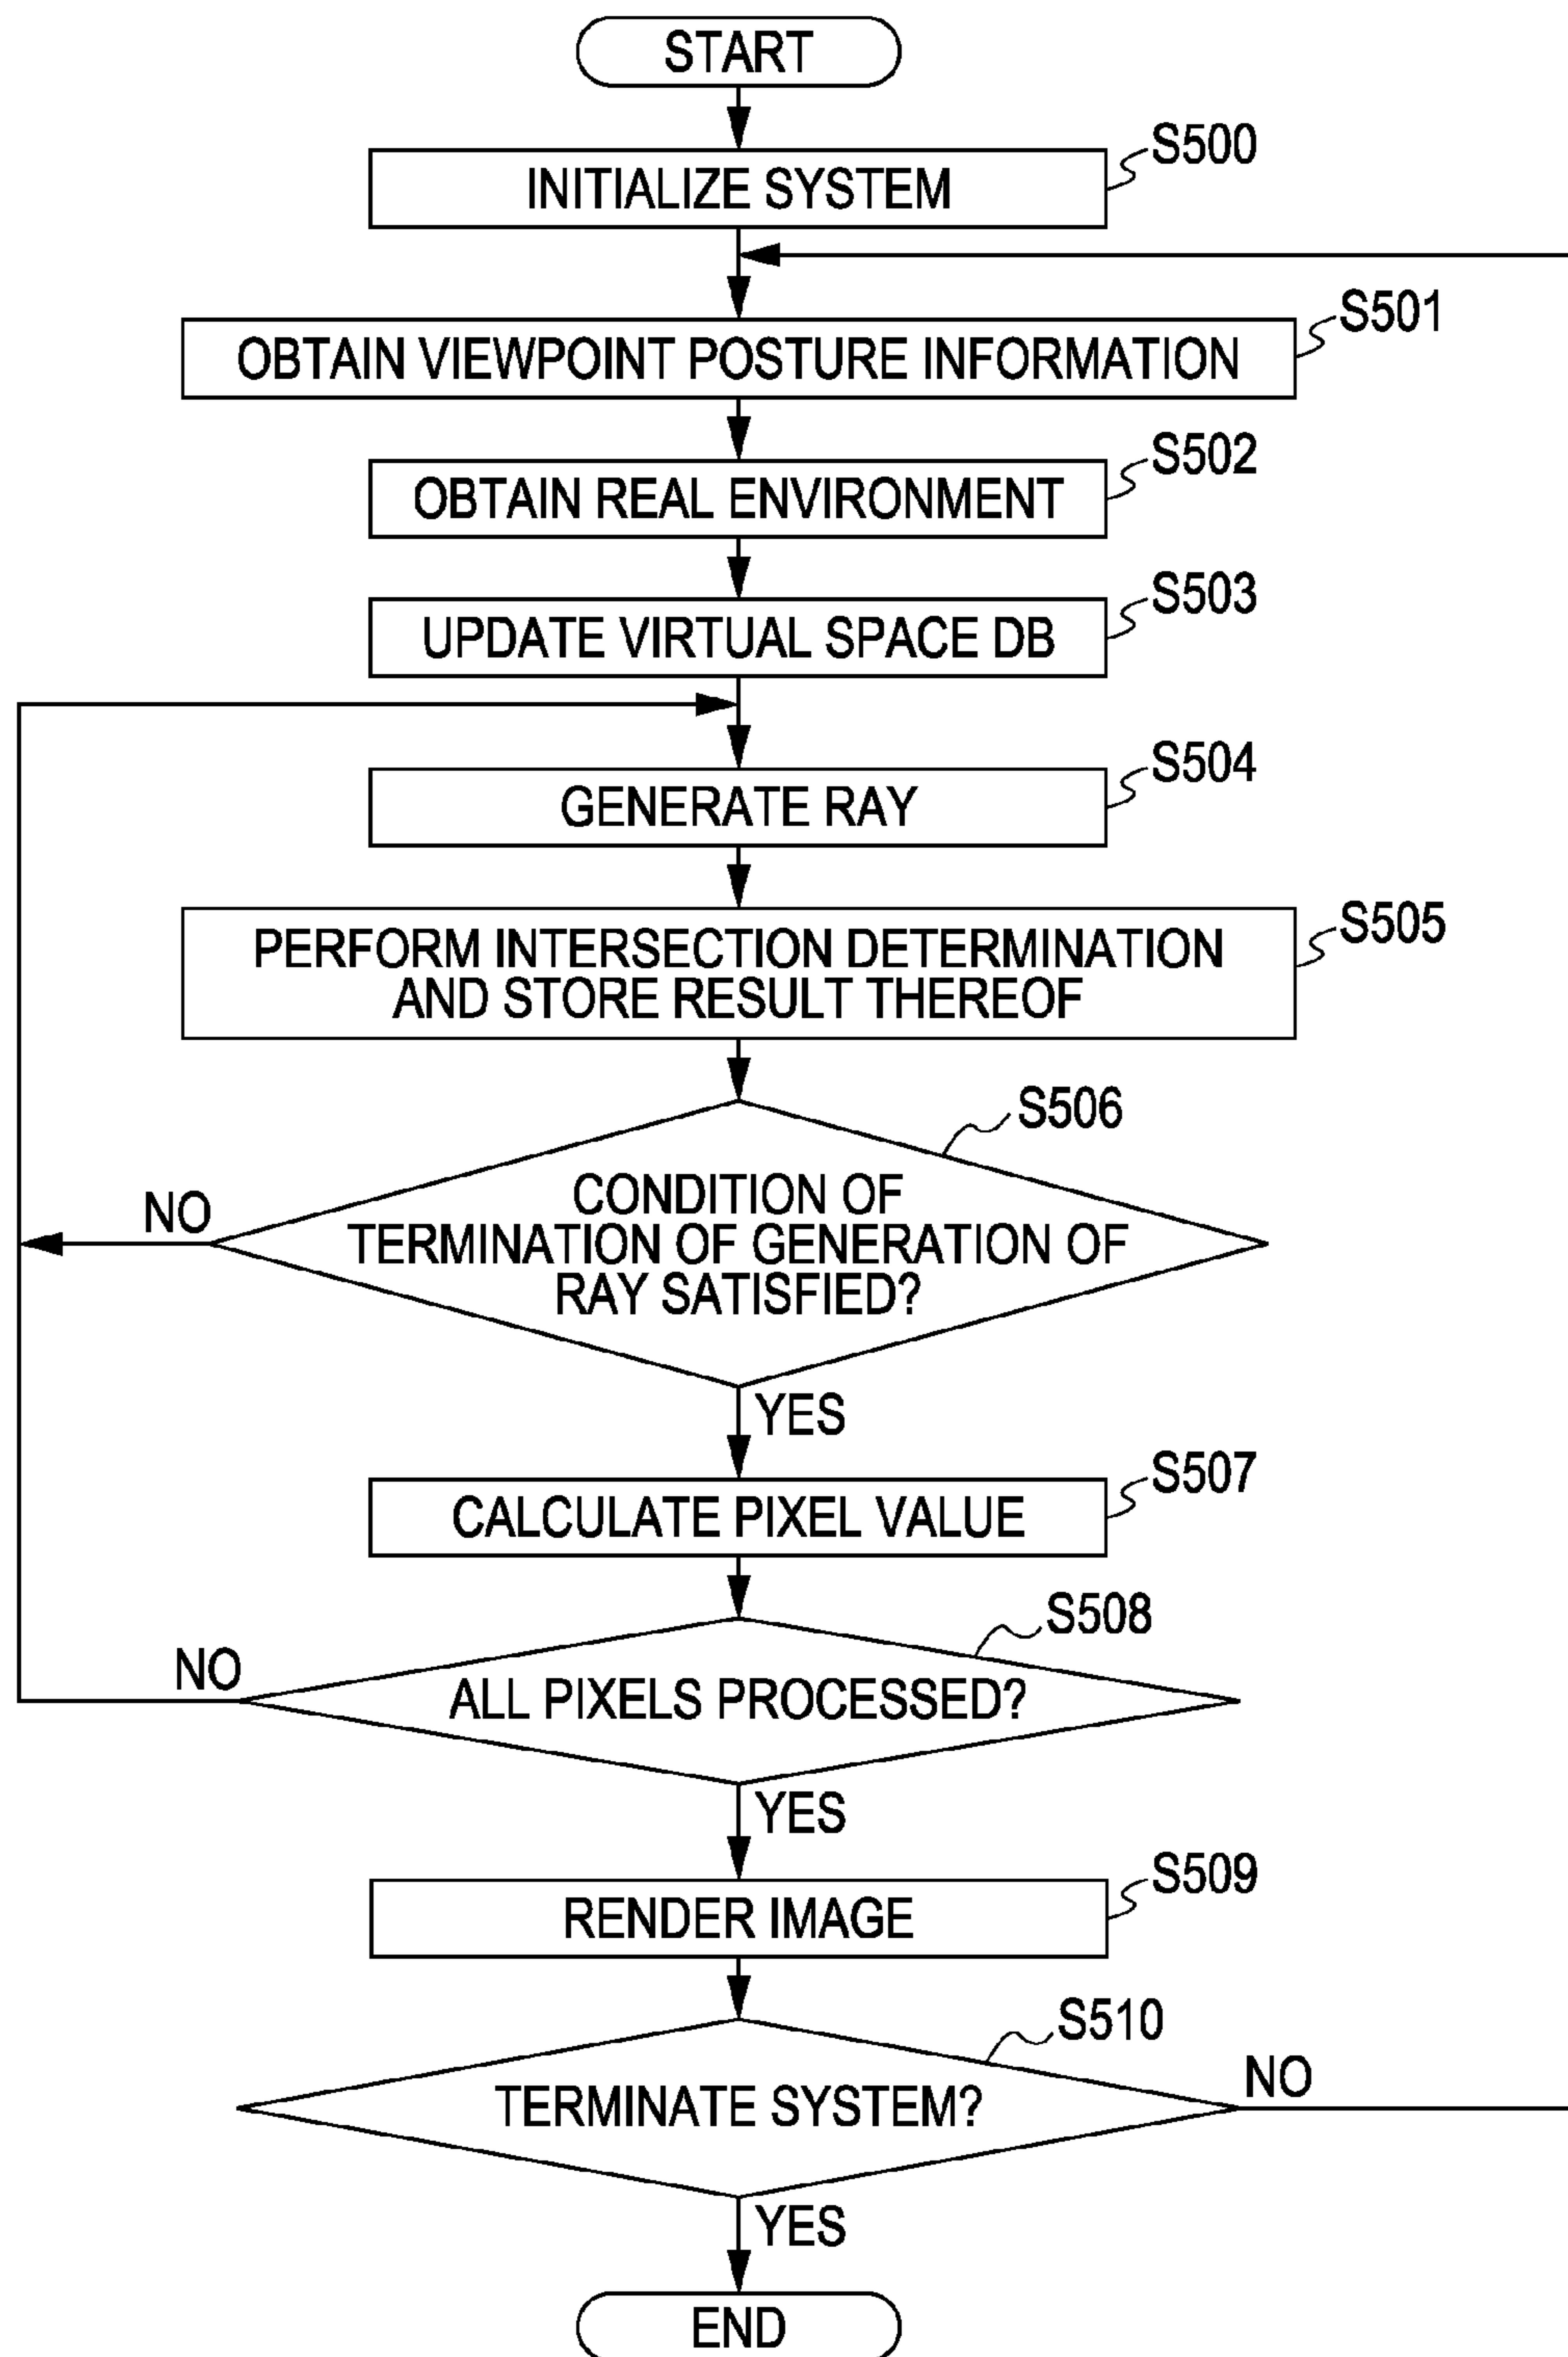 START
S500
INITIALIZE SYSTEM
S501
OBTAIN VIEWPOINT POSTURE INFORMATION
S502
OBTAIN REAL ENVIRONMENT
S503
UPDATE VIRTUAL SPACE DB
S504
GENERATE RAY
S505
PERFORM INTERSECTION DETERMINATION
AND STORE RESULT THEREOF
S506
CONDITION OF
TERMINATION OF GENERATION OF
RAY SATISFIED?
NO
YES
S507
CALCULATE PIXEL VALUE
S508
ALL PIXELS PROCESSED?
NO
YES
S509
RENDER IMAGE
S510
TERMINATE SYSTEM?
NO
YES
END